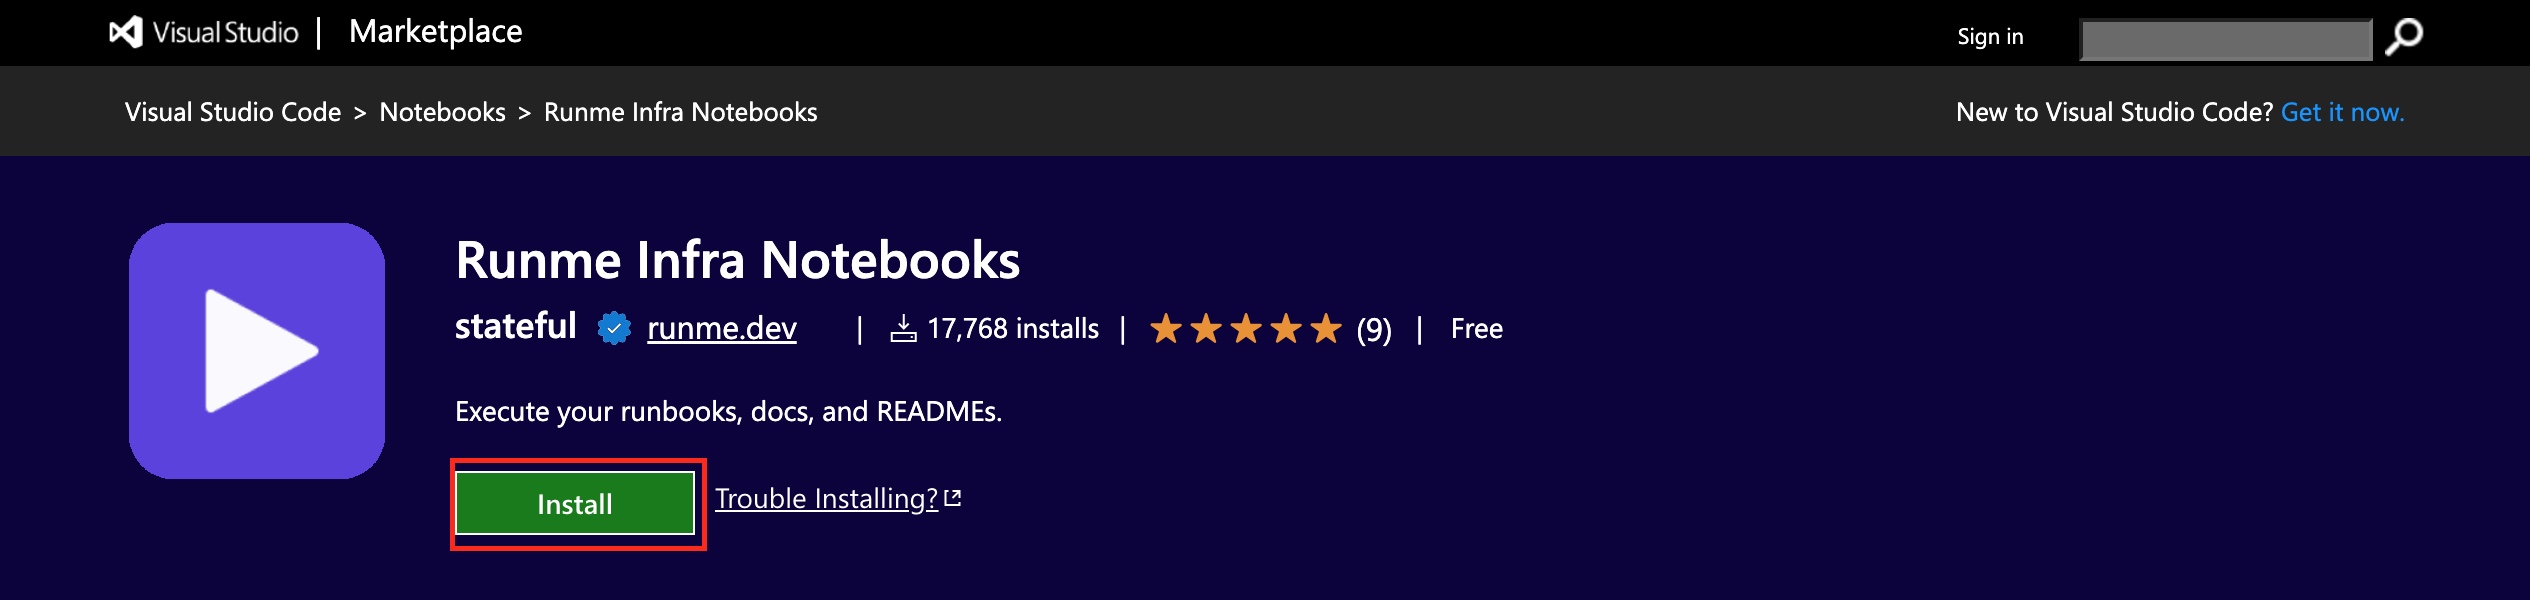 Visual Studio | Marketplace
Sign in
Visual Studio Code > Notebooks > Runme Infra Notebooks
New to Visual Studio Code? Get it now.
Runme Infra Notebooks
stateful runme.dev | 17,768 installs | (9) | Free
Execute your runbooks, docs, and READMEs.
Install
Trouble Installing?